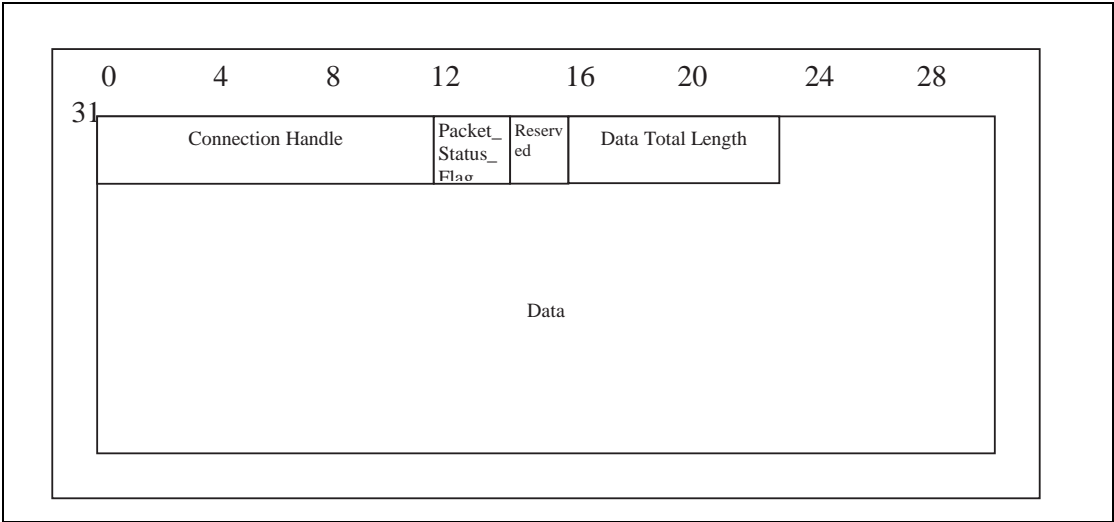 0 4 8 12 16 20 24 28
31
Connection Handle
Packet_
Status_
Flag
Reserv
ed
Data Total Length
Data